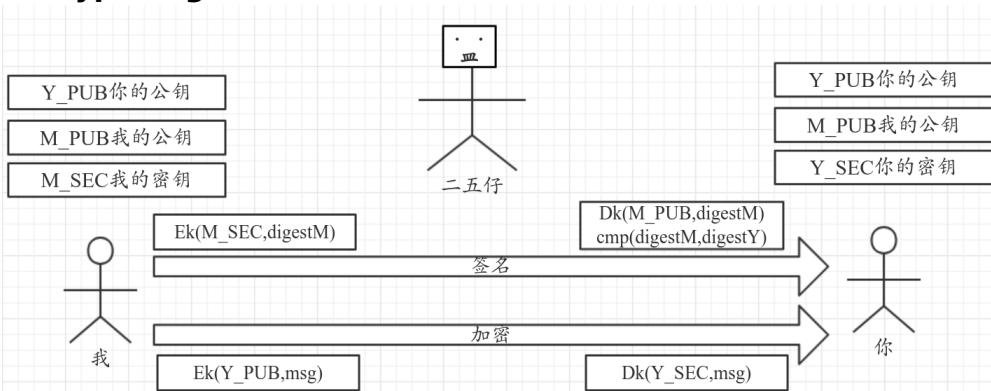 Y_PUB你的公钥
M_PUB我的公钥
M_SEC我的密钥
二五仔
Y_PUB你的公钥
M_PUB我的公钥
Y_SEC你的密钥
Ek(M_SEC,digestM)
Dk(M_PUB,digestM)
cmp(digestM,digestY)
签名
加密
我
你
Ek(Y_PUB,msg)
Dk(Y_SEC,msg)